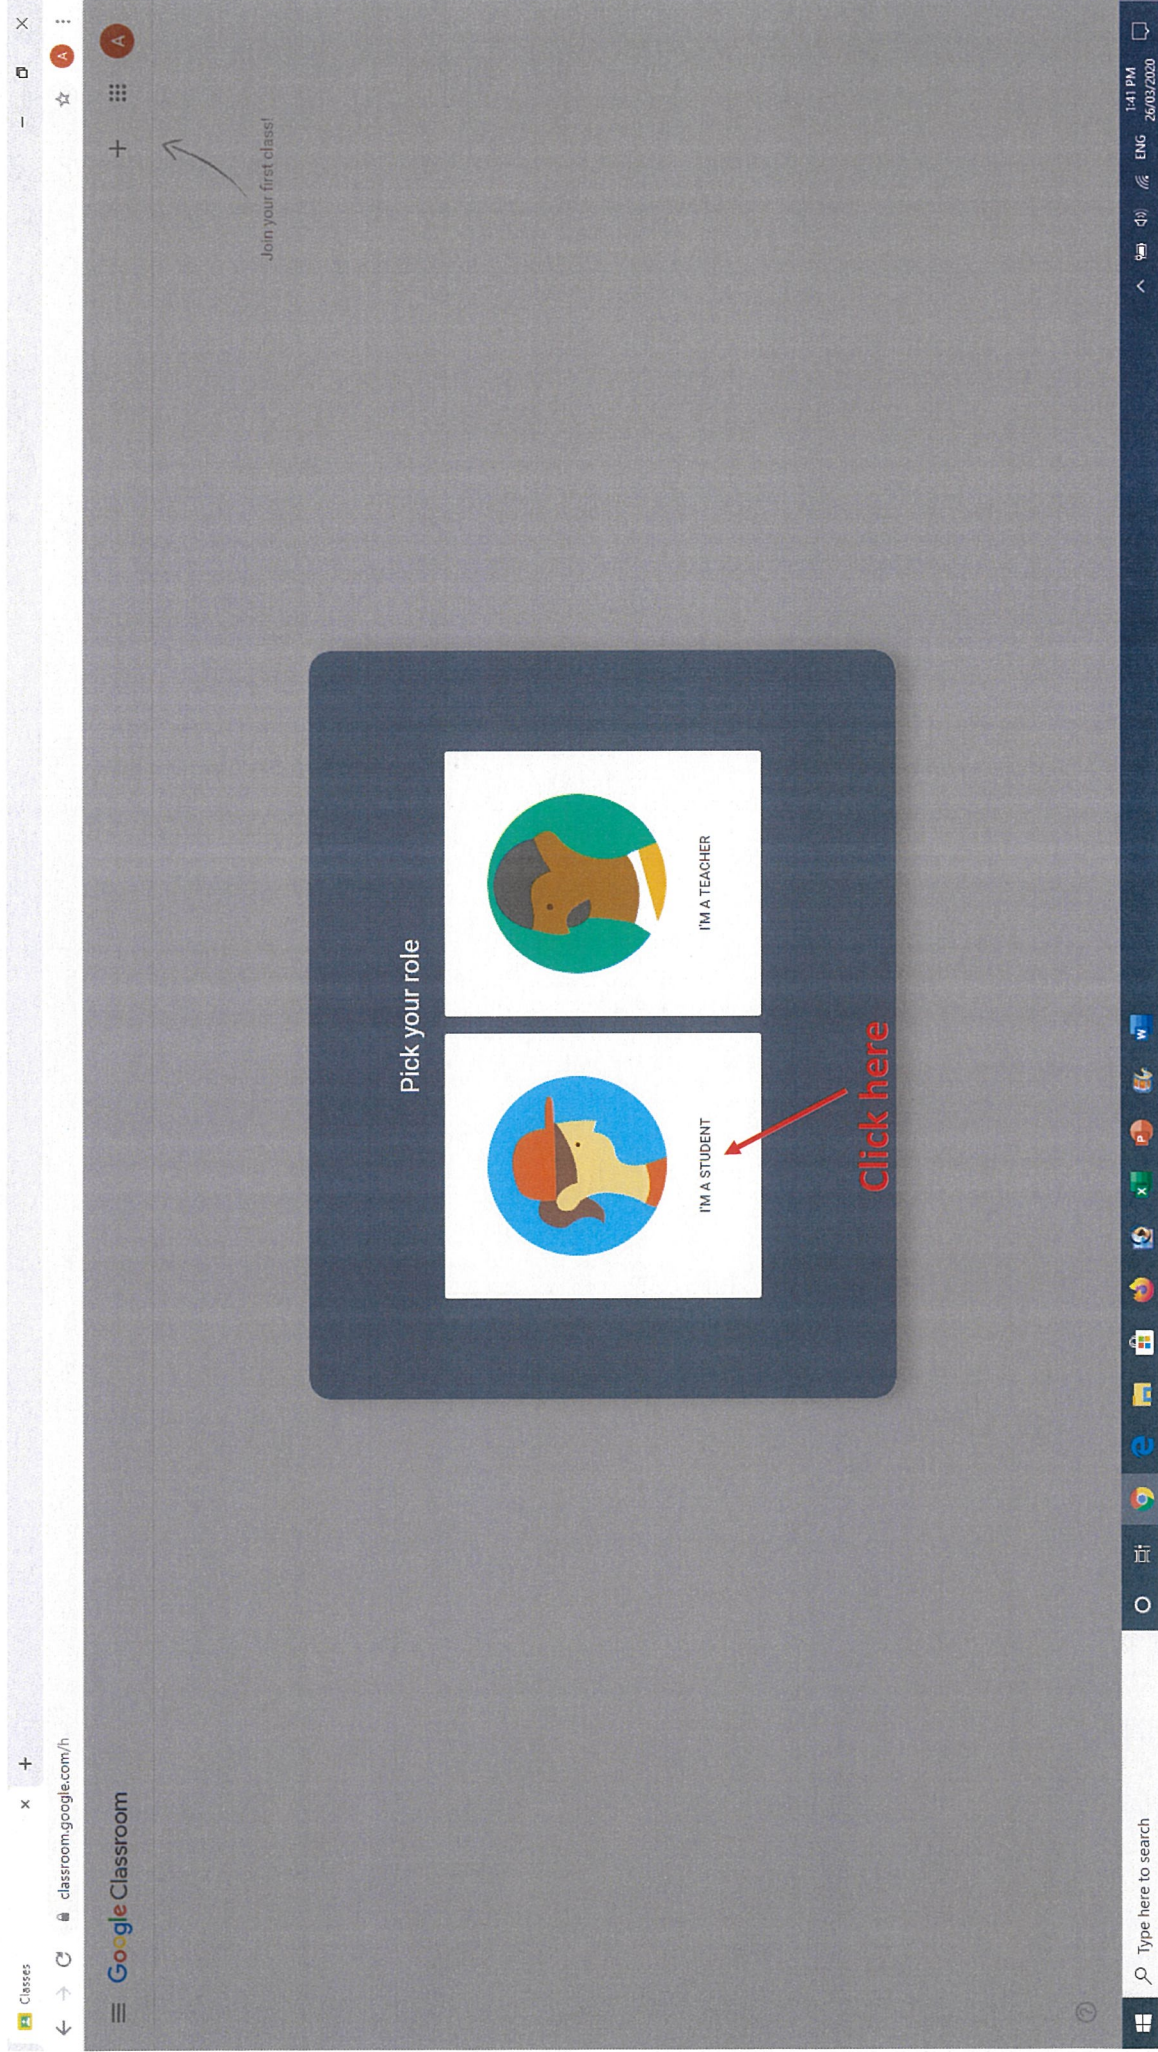 Classes
classroom.google.com/h
A
Google Classroom
A
Join your first class!
Pick your role
I'M A STUDENT
I'M A TEACHER
Click here
Type here to search
ENG
1:41 PM
26/03/2020